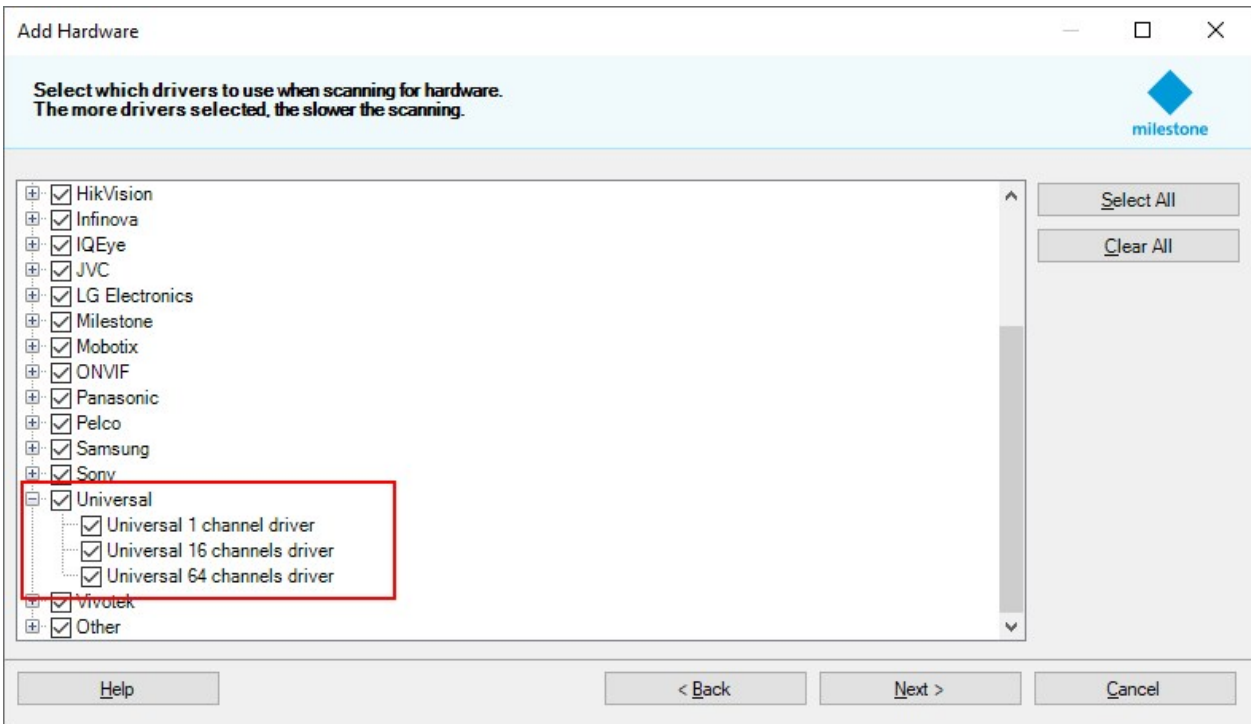 Add Hardware
Select which drivers to use when scanning for hardware.
The more drivers selected, the slower the scanning.
milestone
HikVision
Infinova
IQEye
JVC
LG Electronics
Milestone
Mobotix
ONVIF
Panasonic
Pelco
Samsung
Sony
Universal
Universal 1 channel driver
Universal 16 channels driver
Universal 64 channels driver
Vivotek
Other
Select All
Clear All
Help
< Back
Next >
Cancel